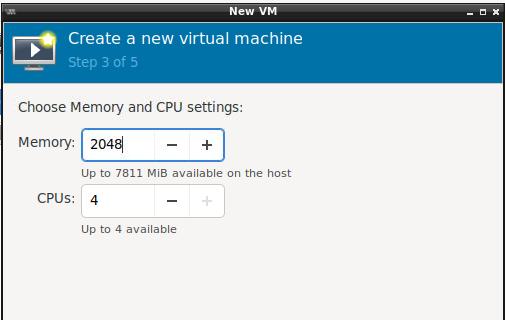 New VM
Create a new virtual machine
Step 3 of 5
Choose Memory and CPU settings:
Memory: 2048 − +
Up to 7811 MiB available on the host
CPUs: 4 − +
Up to 4 available